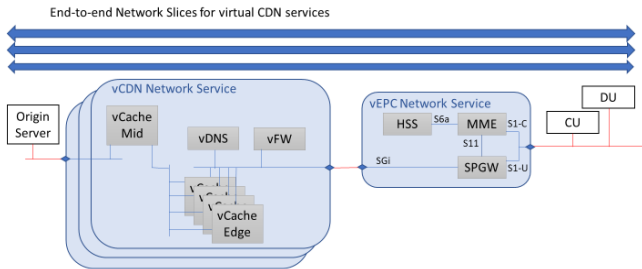 End-to-end Network Slices for virtual CDN services
vCDN Network Service
vEPC Network Service
DU
CU
Origin
Server
vCache
Mid
vDNS
vFW
HSS
S6a
MME
S1-C
S11
SGi
SPGW
S1-U
vCache
Edge